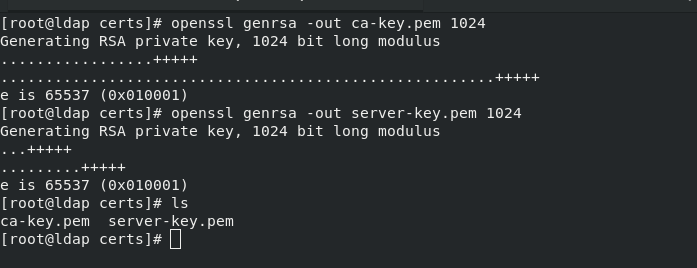 [root@ldap certs]# openssl genrsa -out ca-key.pem 1024
Generating RSA private key, 1024 bit long modulus
.................+++++
.......................................................+++++
e is 65537 (0x010001)
[root@ldap certs]# openssl genrsa -out server-key.pem 1024
Generating RSA private key, 1024 bit long modulus
...+++++
.........+++++
e is 65537 (0x010001)
[root@ldap certs]# ls
ca-key.pem  server-key.pem
[root@ldap certs]#